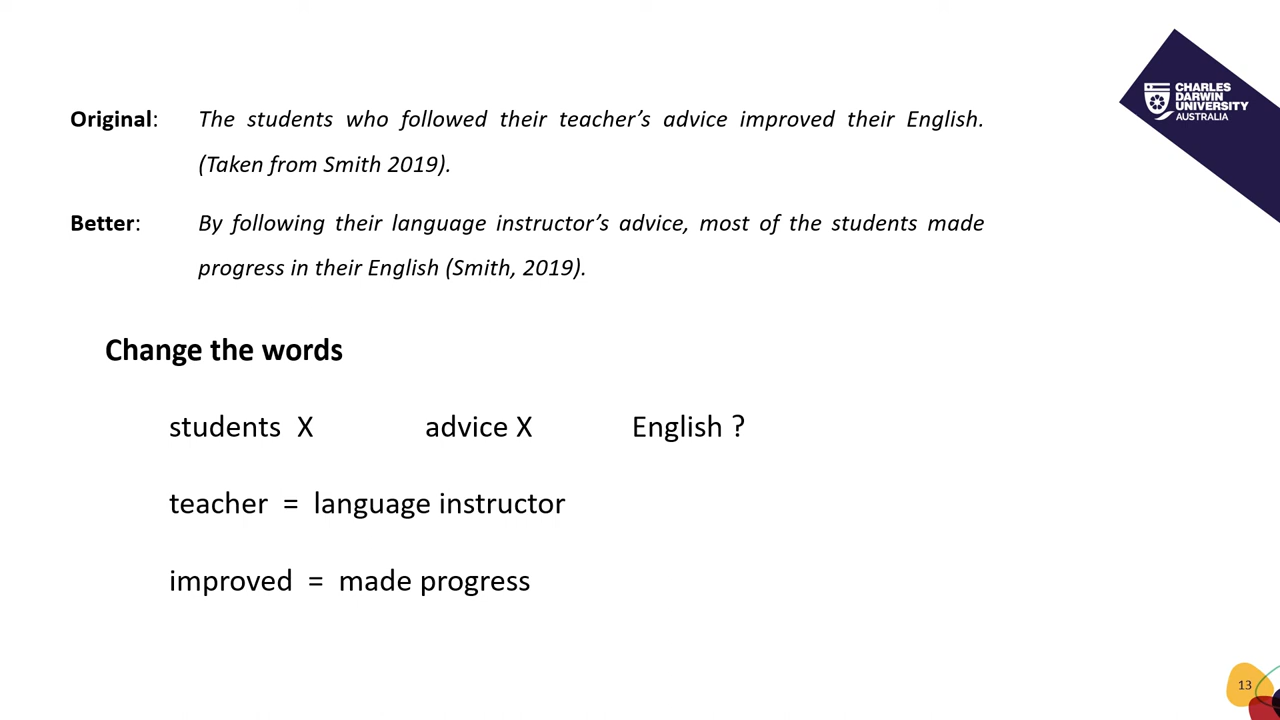 CHARLES
DARWIN
UNIVERSITY
AUSTRALIA
Original: The students who followed their teacher’s advice improved their English.
(Taken from Smith 2019).
Better: By following their language instructor’s advice, most of the students made
progress in their English (Smith, 2019).
Change the words
students X advice X English ?
teacher = language instructor
improved = made progress
13